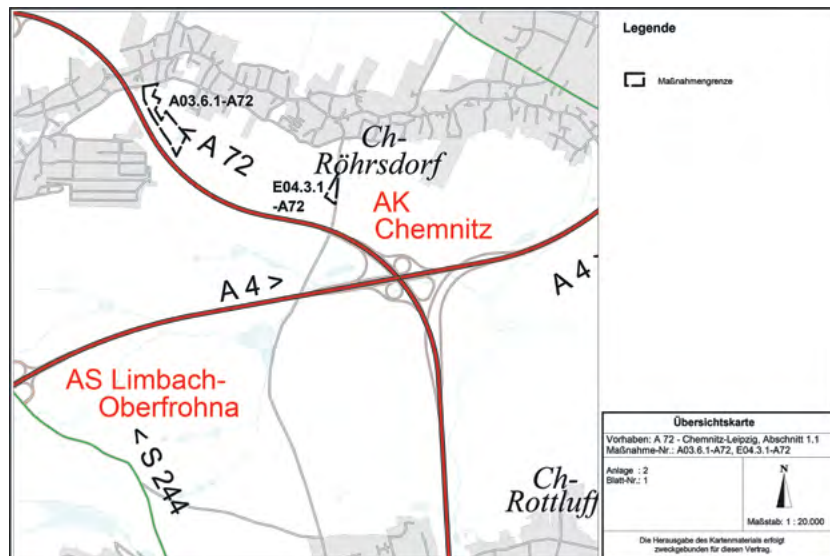 A03.6.1-A72
< A 72
Ch-
Röhrsdorf
E04.3.1
-A72
AK
Chemnitz
A 4 >
A 4
AS Limbach-
Oberfrohna
< S 244
Ch-
Rottluff
Legende
Maßnahmengrenze
Übersichtskarte
Vorhaben: A 72 - Chemnitz-Leipzig, Abschnitt 1.1
Maßnahme-Nr.: A03.6.1-A72, E04.3.1-A72
Anlage : 2
Blatt-Nr.: 1
N
Maßstab: 1 : 20.000
Die Herausgabe des Kartenmaterials erfolgt
zweckgebunden für diesen Vertrag.